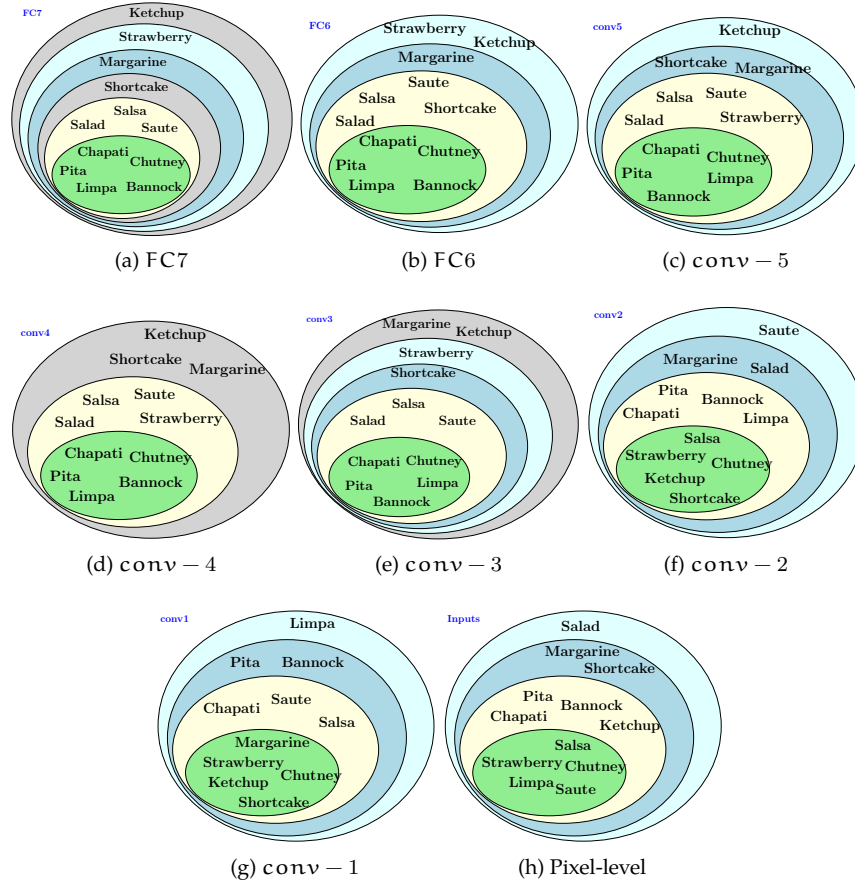 FC7
Ketchup
Strawberry
Margarine
Shortcake
Salsa
Salad
Saute
Chapati
Chutney
Pita
Limpa
Bannock
(a) FC7
FC6
Strawberry
Ketchup
Margarine
Saute
Salsa
Shortcake
Salad
Chapati
Chutney
Pita
Limpa
Bannock
(b) FC6
conv5
Ketchup
Shortcake
Margarine
Saute
Salsa
Strawberry
Salad
Chapati
Chutney
Pita
Limpa
Bannock
(c) conv − 5
conv4
Ketchup
Shortcake
Margarine
Saute
Salsa
Strawberry
Salad
Chapati
Chutney
Pita
Bannock
Limpa
(d) conv − 4
conv3
Margarine
Ketchup
Strawberry
Shortcake
Salsa
Salad
Saute
Chapati
Chutney
Pita
Limpa
Bannock
(e) conv − 3
conv2
Saute
Margarine
Salad
Pita
Bannock
Chapati
Limpa
Salsa
Strawberry
Chutney
Ketchup
Shortcake
(f) conv − 2
conv1
Limpa
Pita
Bannock
Saute
Chapati
Salsa
Margarine
Strawberry
Chutney
Ketchup
Shortcake
(g) conv − 1
Inputs
Salad
Margarine
Shortcake
Pita
Bannock
Chapati
Ketchup
Salsa
Strawberry
Chutney
Limpa
Saute
(h) Pixel-level